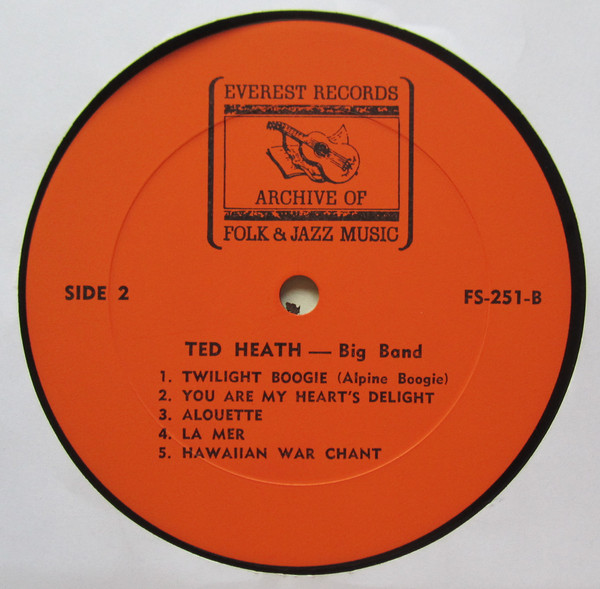 EVEREST RECORDS
ARCHIVE OF
FOLK & JAZZ MUSIC
SIDE 2
FS-251-B
TED HEATH — Big Band
1. TWILIGHT BOOGIE (Alpine Boogie)
2. YOU ARE MY HEART'S DELIGHT
3. ALOUETTE
4. LA MER
5. HAWAIIAN WAR CHANT